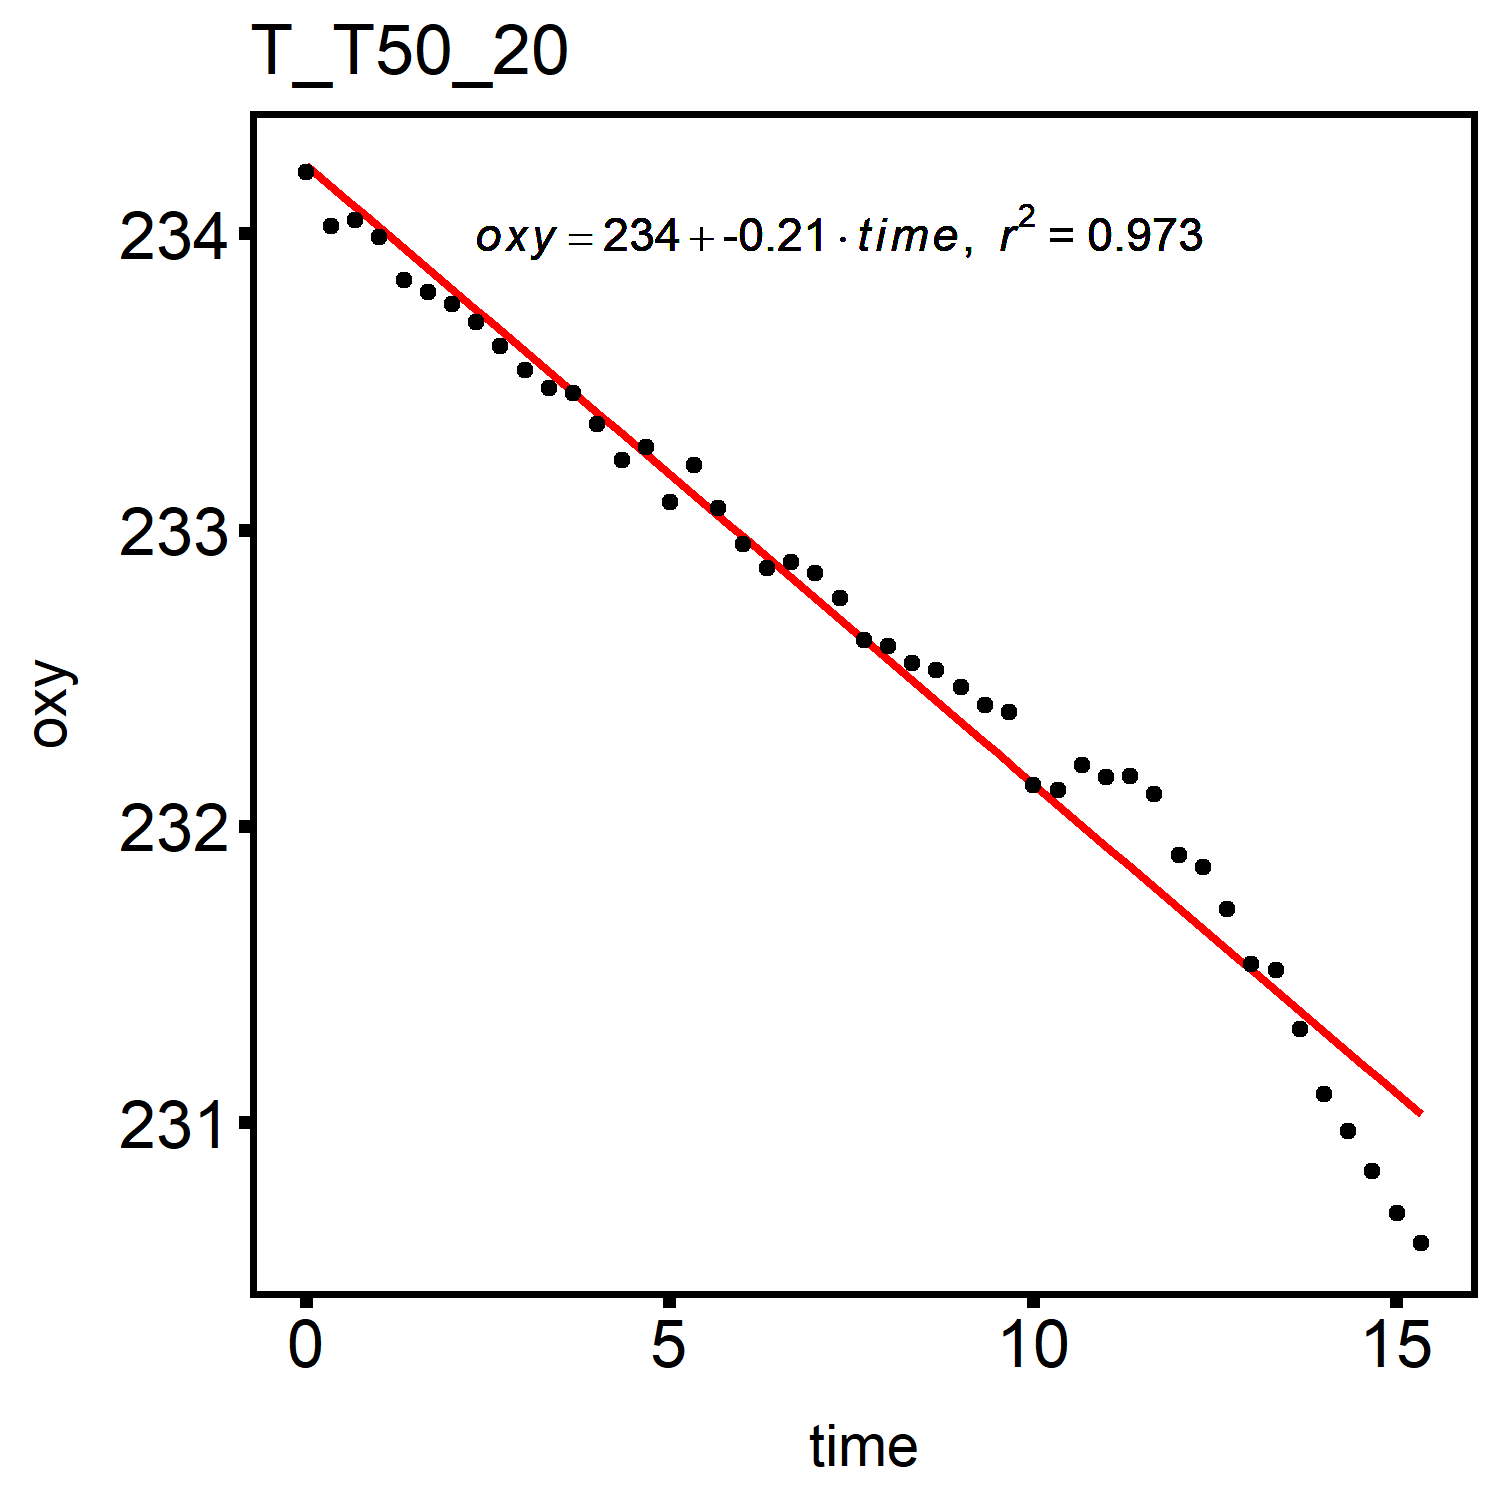 T_T50_20
oxy = 234 + -0.21 · time, r² = 0.973
234
233
232
231
oxy
0 5 10 15
time